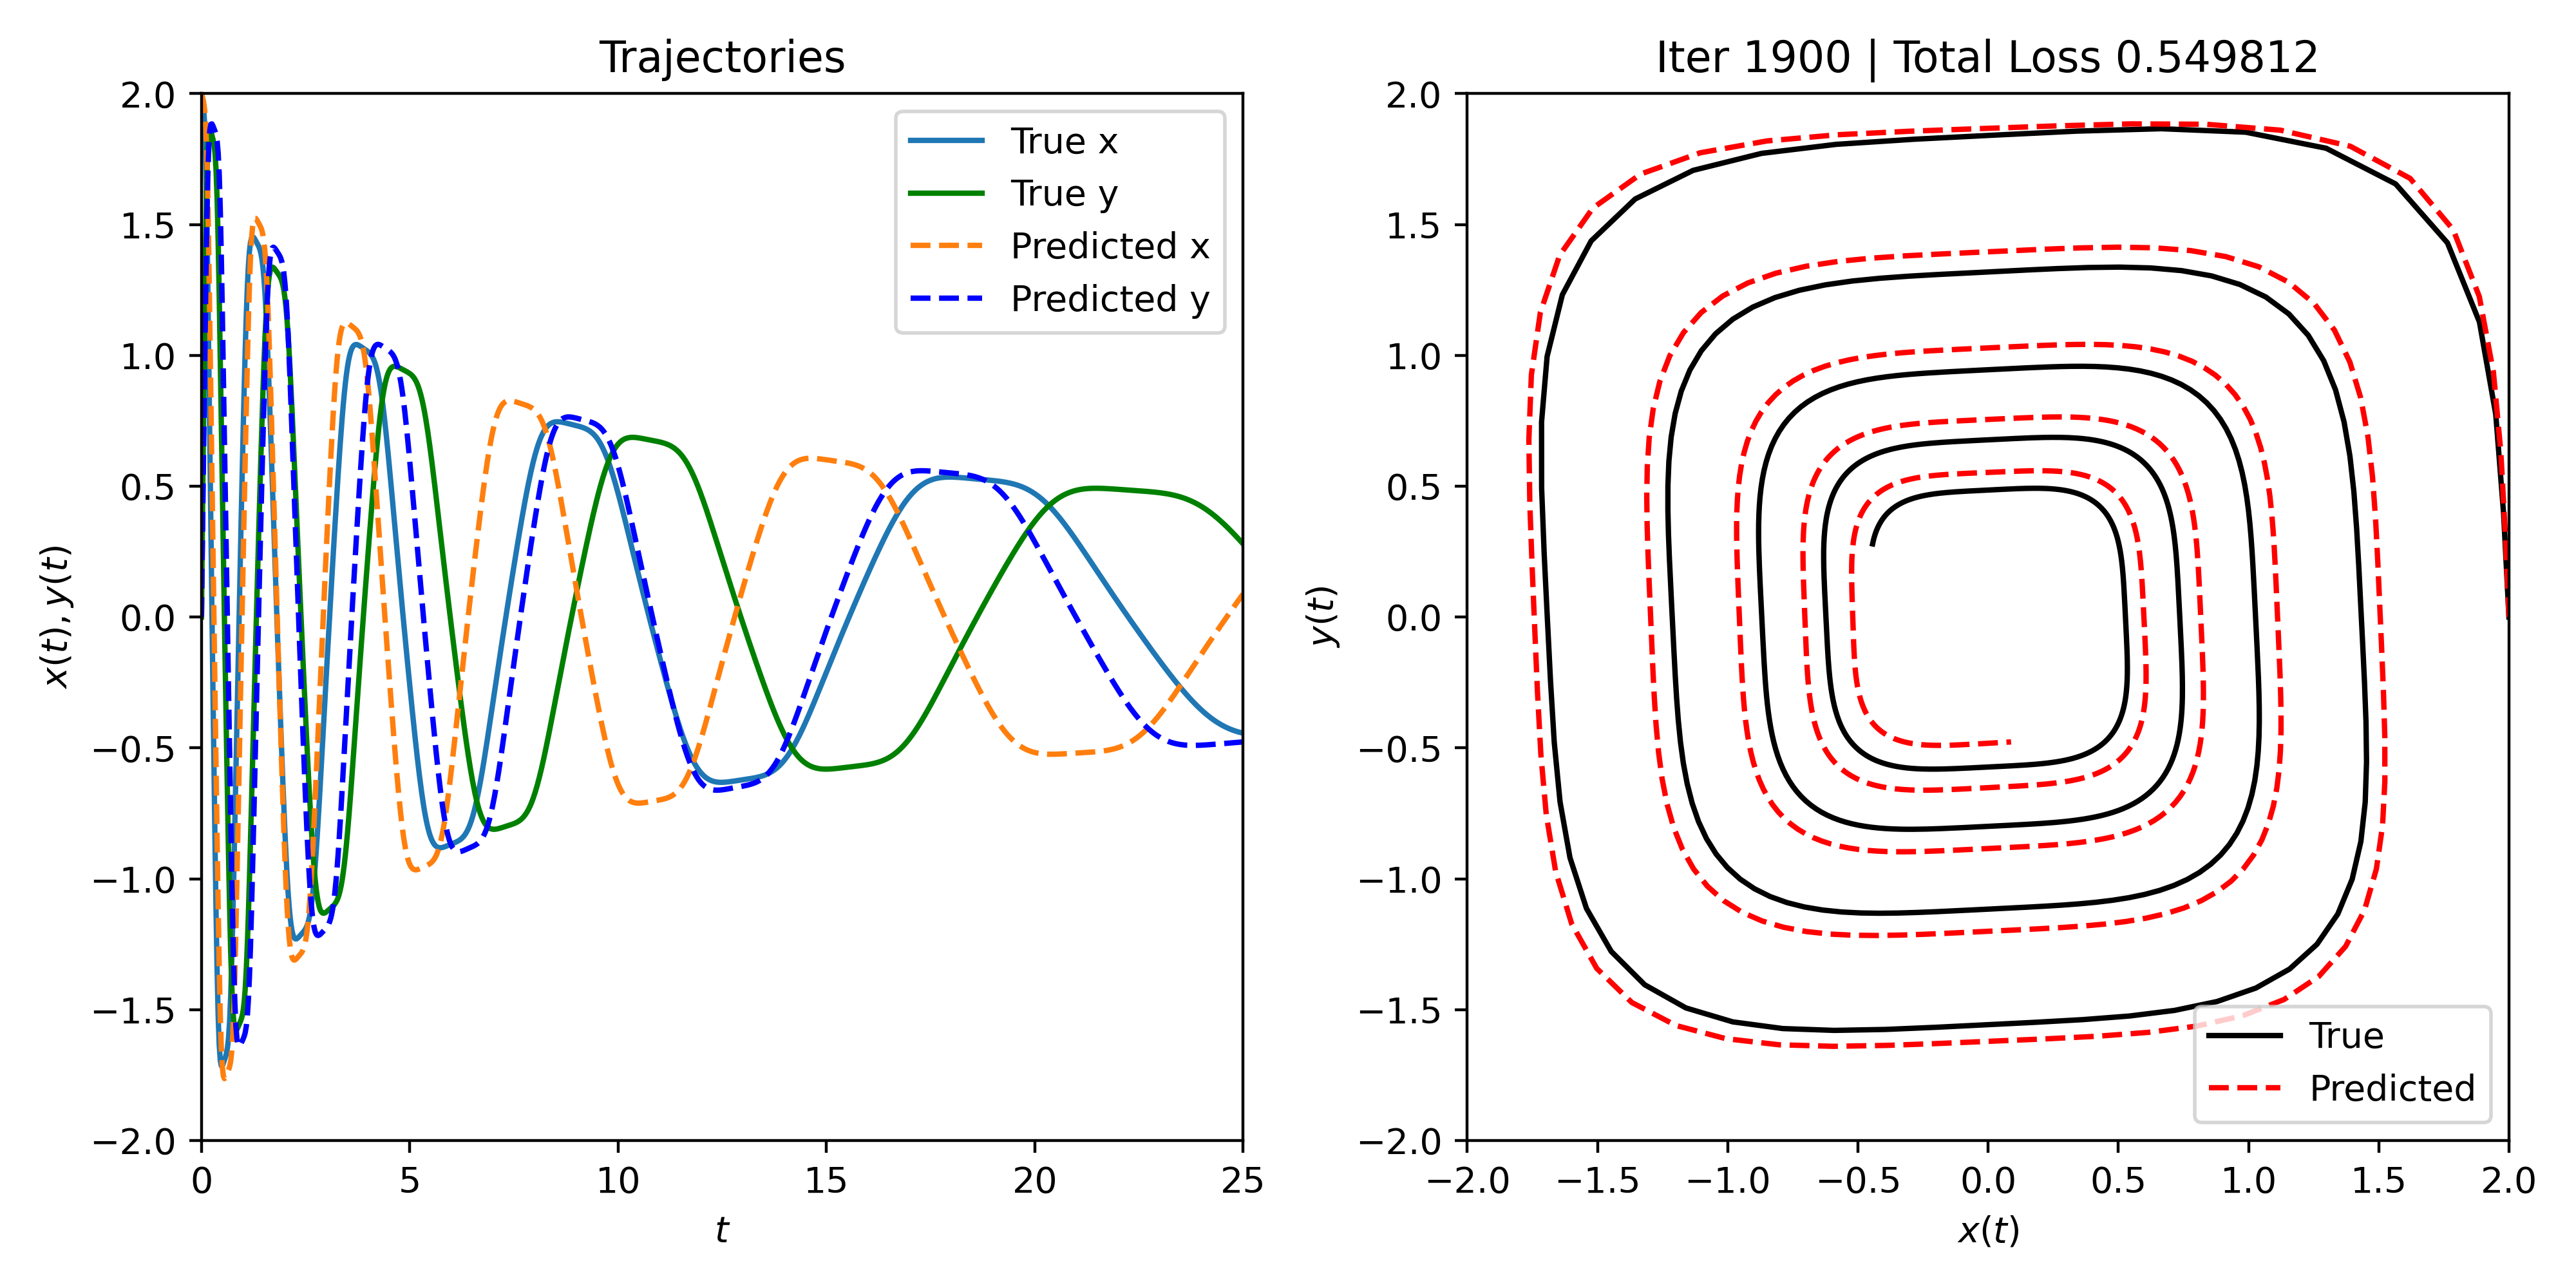 Trajectories
2.0
1.5
1.0
0.5
0.0
−0.5
−1.0
−1.5
−2.0
x(t), y(t)
0 5 10 15 20 25
t
True x
True y
Predicted x
Predicted y
Iter 1900 | Total Loss 0.549812
2.0
1.5
1.0
0.5
0.0
−0.5
−1.0
−1.5
−2.0
y(t)
−2.0 −1.5 −1.0 −0.5 0.0 0.5 1.0 1.5 2.0
x(t)
True
Predicted